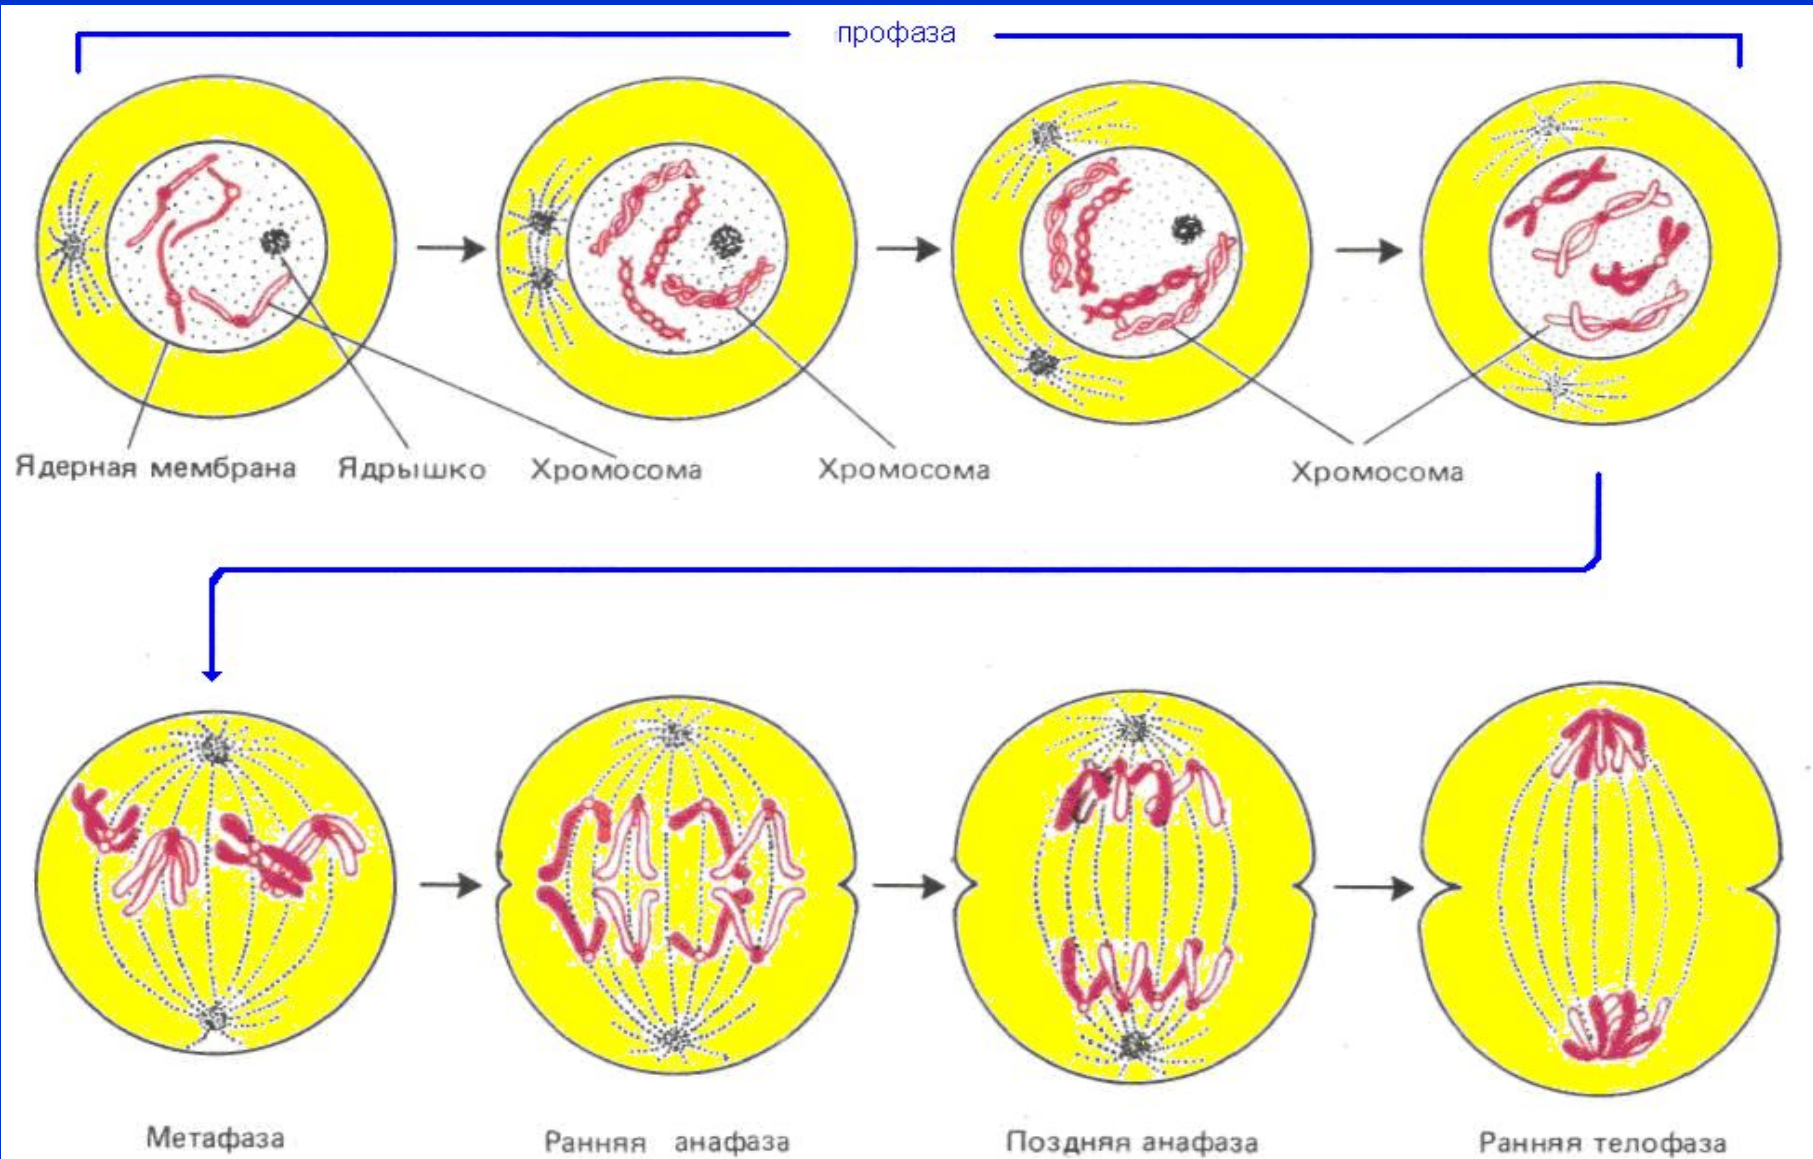 профаза
Ядерная мембрана Ядрышко Хромосома Хромосома Хромосома
Метафаза Ранняя анафаза Поздняя анафаза Ранняя телофаза